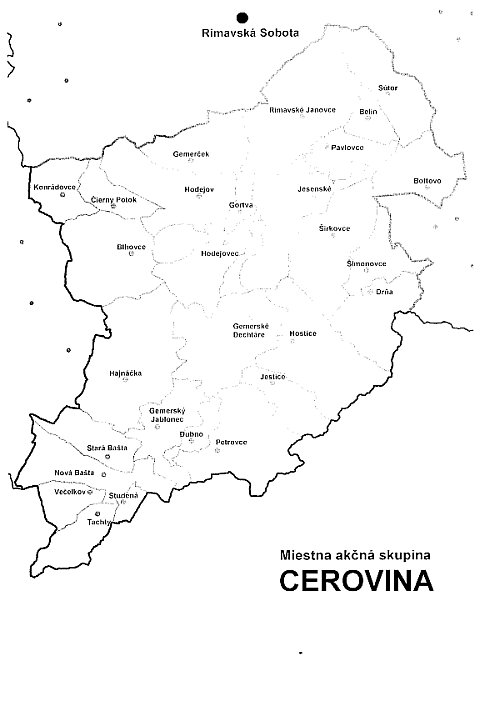 Rimavská Sobota
Sútor
Rimavské Janovce
Belín
Pavlovce
Gemerček
Boltovo
Konrádovce
Hodejov
Jesenské
Čierny Potok
Gortva
Širkovce
Blhovce
Hodejovec
Šimonovce
Drňa
Gemerské
Dechtáre
Hostice
Hajnáčka
Jestice
Gemerský
Jablonec
Dubno
Petrovce
Stará Bašta
Nová Bašta
Večelkov
Studená
Tachty
Miestna akčná skupina
CEROVINA